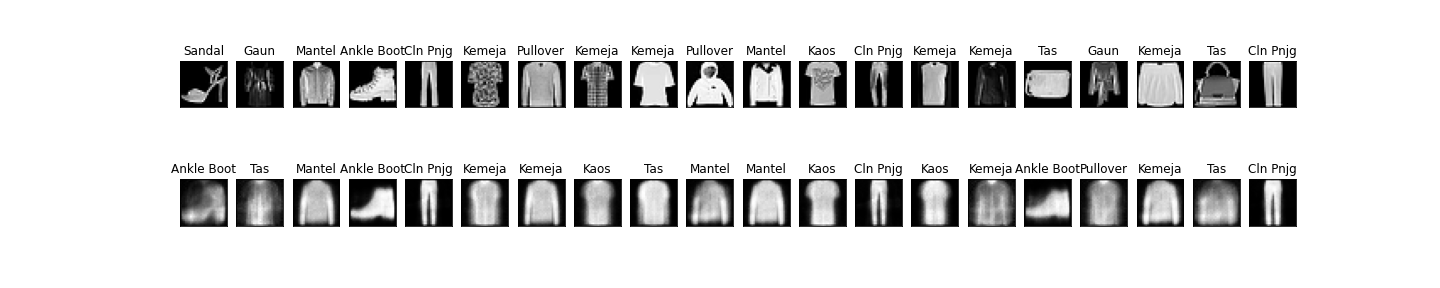 Sandal Gaun Mantel Ankle Boot Cln Pnjg Kemeja Pullover Kemeja Kemeja Pullover Mantel Kaos Cln Pnjg Kemeja Kemeja Tas Gaun Kemeja Tas Cln Pnjg
Ankle Boot Tas Mantel Ankle Boot Cln Pnjg Kemeja Kemeja Kaos Tas Mantel Mantel Kaos Cln Pnjg Kaos Kemeja Ankle Boot Pullover Kemeja Tas Cln Pnjg